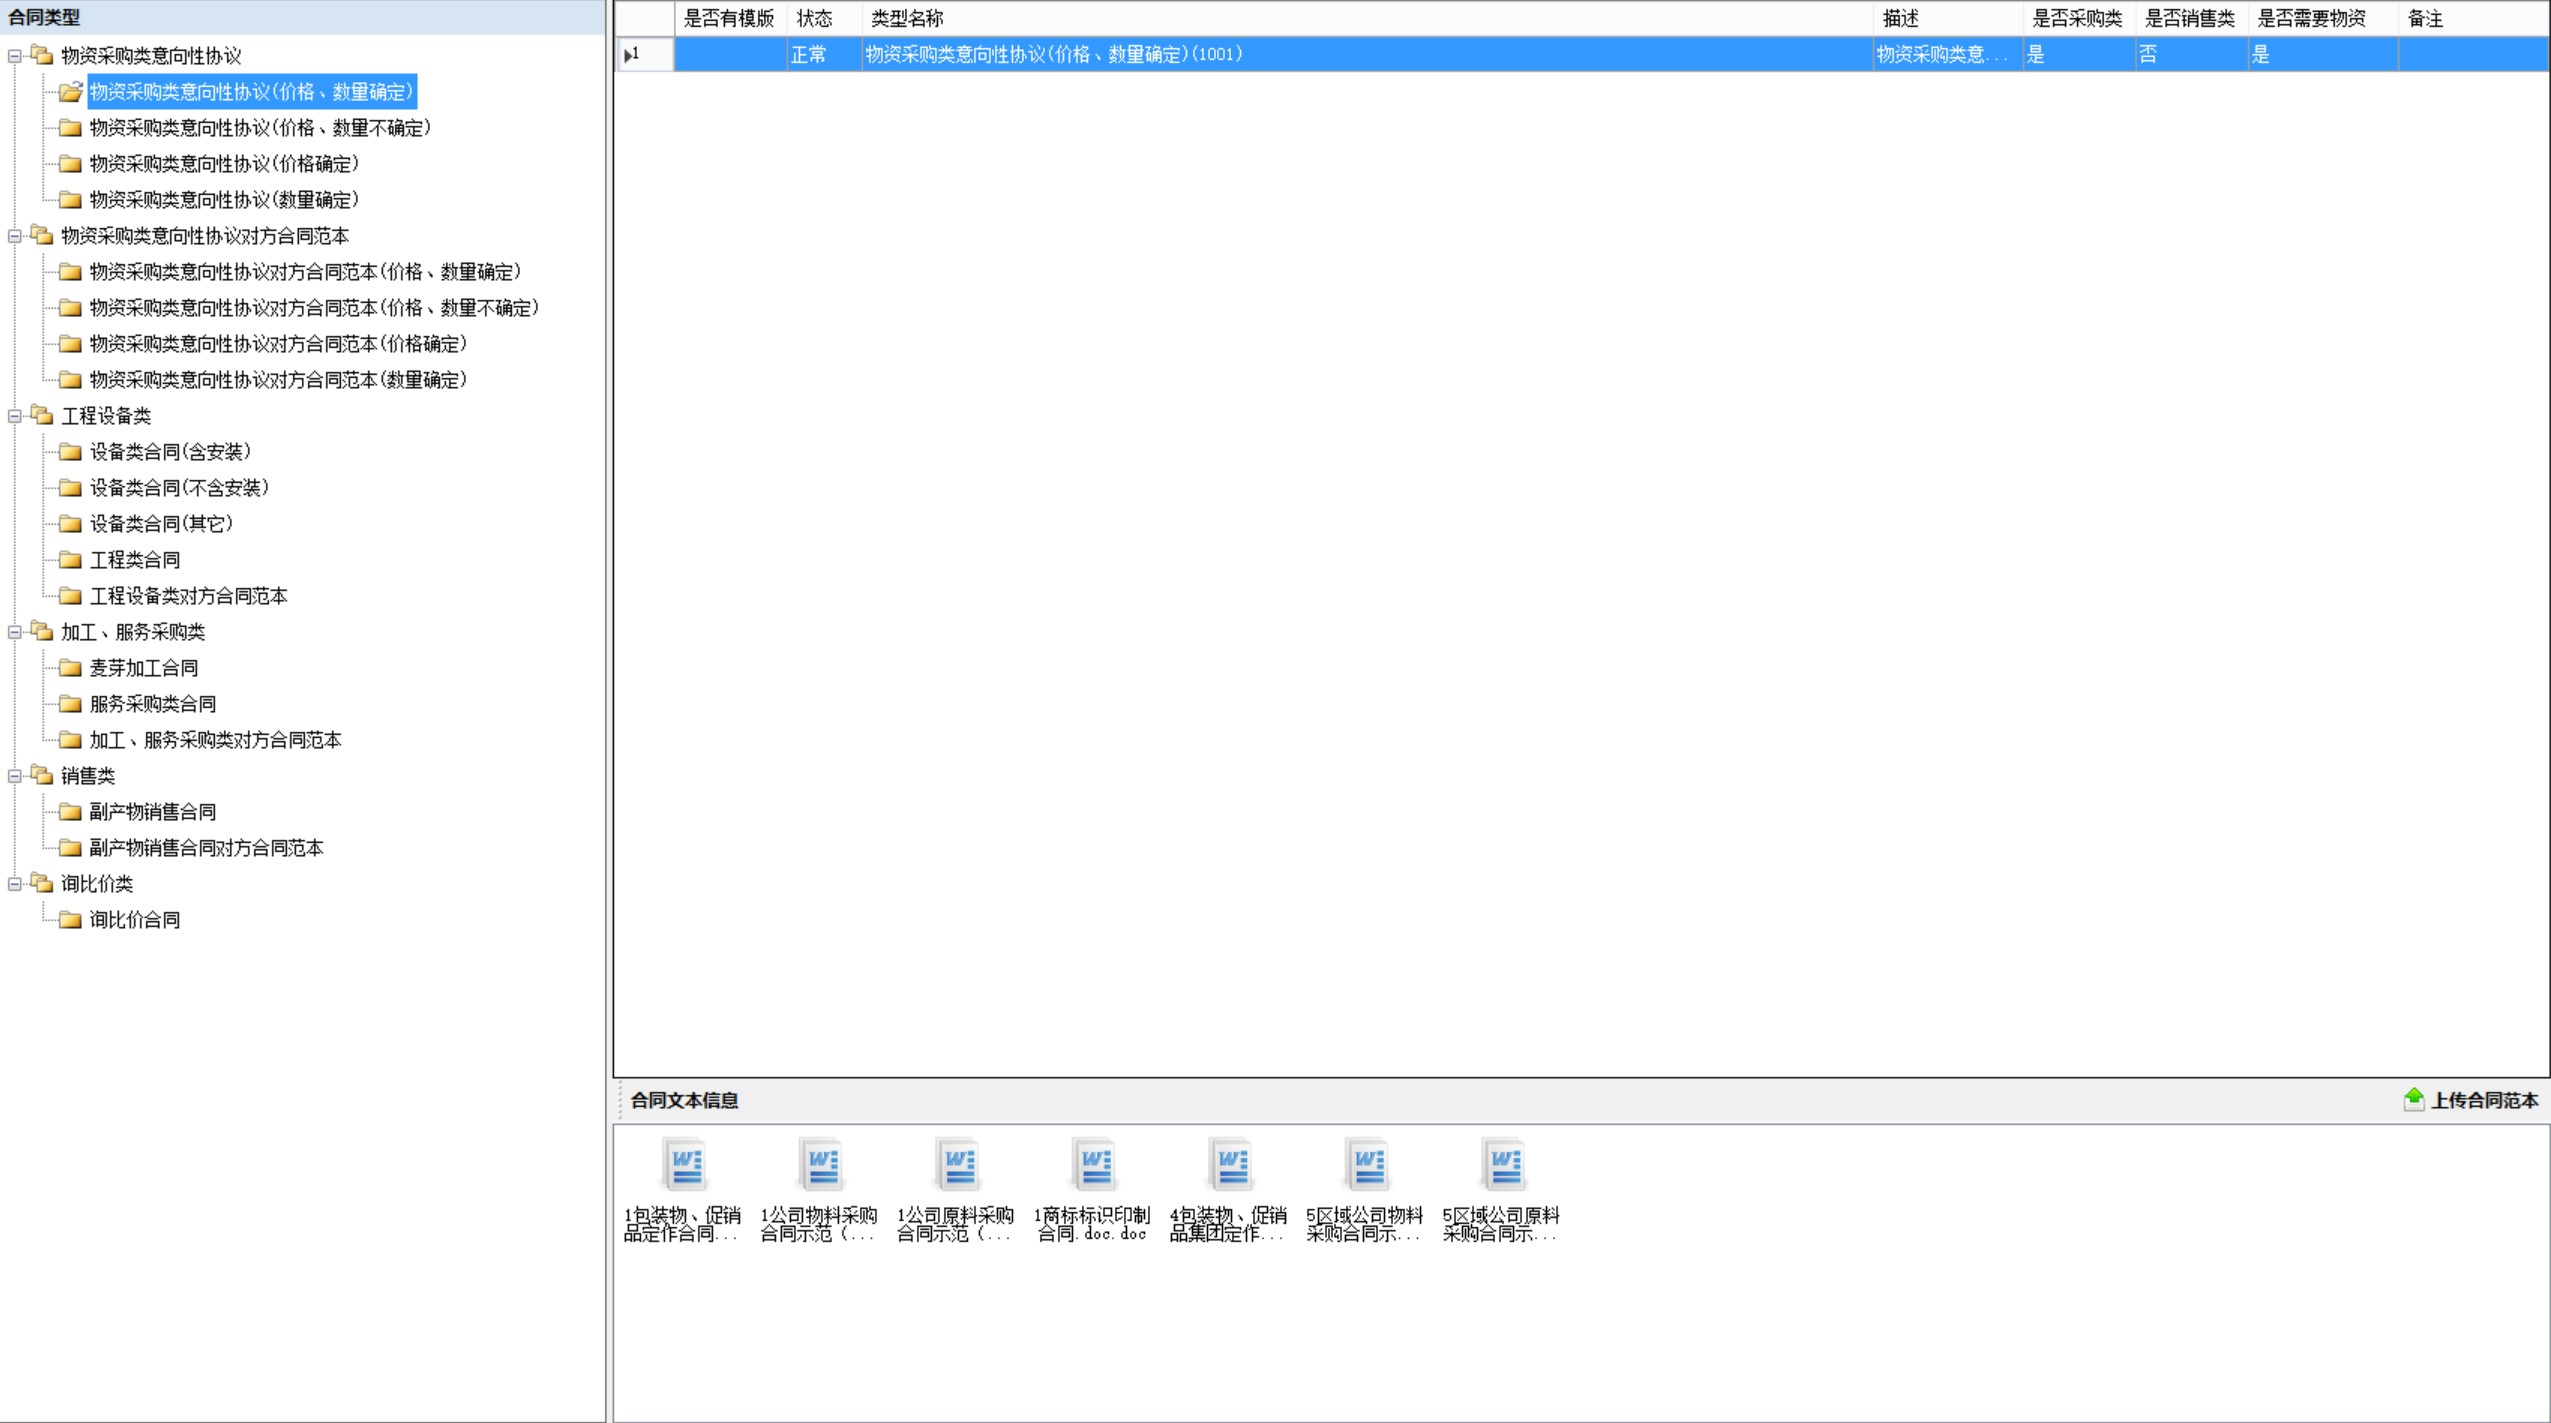 合同类型
物资采购类意向性协议
物资采购类意向性协议(价格、数量确定)
物资采购类意向性协议(价格、数量不确定)
物资采购类意向性协议(价格确定)
物资采购类意向性协议(数量确定)
物资采购类意向性协议对方合同范本
物资采购类意向性协议对方合同范本(价格、数量确定)
物资采购类意向性协议对方合同范本(价格、数量不确定)
物资采购类意向性协议对方合同范本(价格确定)
物资采购类意向性协议对方合同范本(数量确定)
工程设备类
设备类合同(含安装)
设备类合同(不含安装)
设备类合同(其它)
工程类合同
工程设备类对方合同范本
加工、服务采购类
麦芽加工合同
服务采购类合同
加工、服务采购类对方合同范本
销售类
副产物销售合同
副产物销售合同对方合同范本
询比价类
询比价合同
是否有模版 状态 类型名称 描述 是否采购类 是否销售类 是否需要物资 备注
1 正常 物资采购类意向性协议(价格、数量确定)(1001) 物资采购类意... 是 否 是
合同文本信息 上传合同范本
1包装物、促销
品定作合同...
1公司物料采购
合同示范（...
1公司原料采购
合同示范（...
1商标标识印制
合同.doc.doc
4包装物、促销
品集团定作...
5区域公司物料
采购合同示...
5区域公司原料
采购合同示...